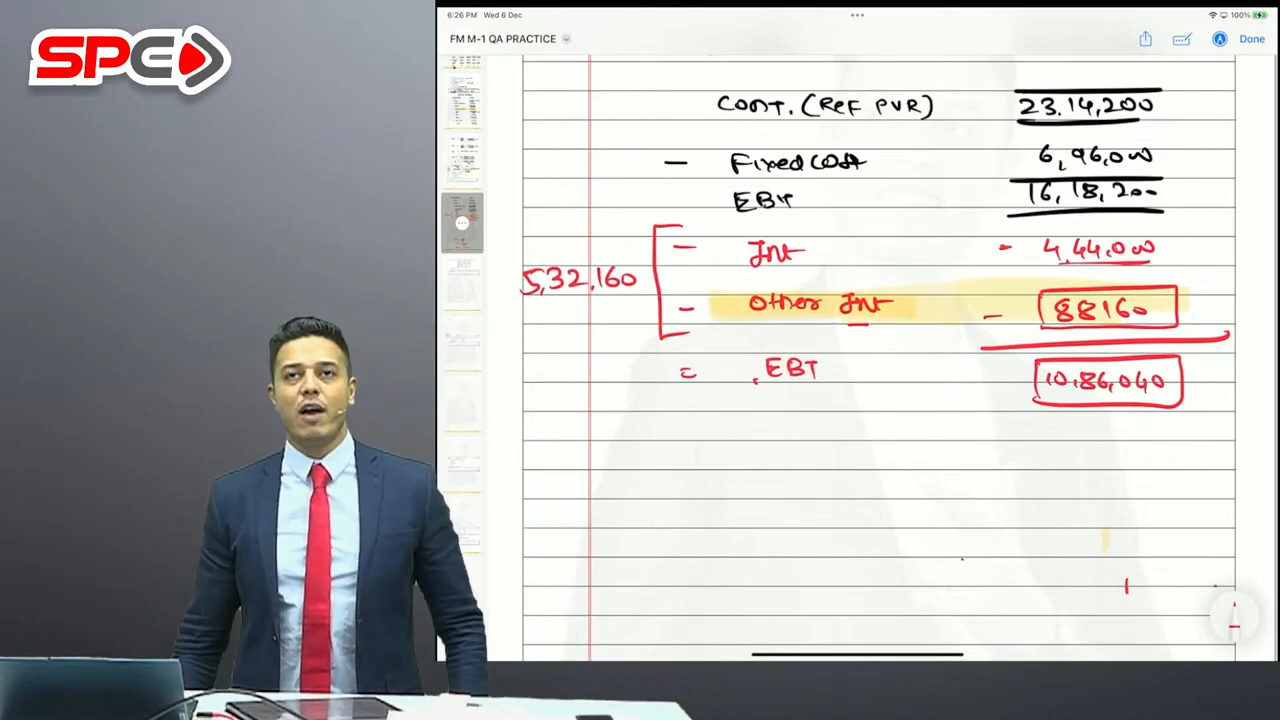 SPC
6:26 PM Wed 6 Dec
100%
FM M-1 QA PRACTICE
Done
CONT. (Ref PVR) 23,14,200
— Fixed Cost 6,96,000
EBIT 16,18,200
— Int - 4,44,000
5,32,160
- Other Int - 88160
= .EBT 10,86,040